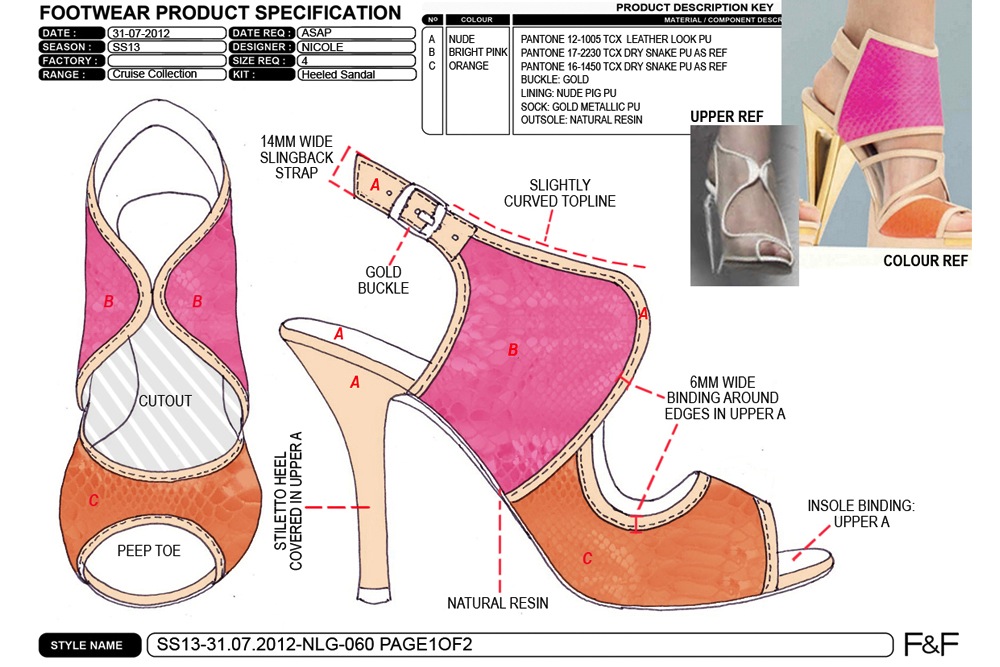 FOOTWEAR PRODUCT SPECIFICATION
DATE : 31-07-2012 DATE REQ : ASAP
SEASON : SS13 DESIGNER : NICOLE
FACTORY : SIZE REQ : 4
RANGE : Cruise Collection KIT : Heeled Sandal
PRODUCT DESCRIPTION KEY
Nº COLOUR MATERIAL / COMPONENT DESCR
A NUDE PANTONE 12-1005 TCX LEATHER LOOK PU
B BRIGHT PINK PANTONE 17-2230 TCX DRY SNAKE PU AS REF
C ORANGE PANTONE 16-1450 TCX DRY SNAKE PU AS REF
BUCKLE: GOLD
LINING: NUDE PIG PU
SOCK: GOLD METALLIC PU
OUTSOLE: NATURAL RESIN
UPPER REF
COLOUR REF
14MM WIDE
SLINGBACK
STRAP
A
SLIGHTLY
CURVED TOPLINE
GOLD
BUCKLE
B
B
A
A
B
A
6MM WIDE
BINDING AROUND
EDGES IN UPPER A
CUTOUT
C
PEEP TOE
STILETTO HEEL
COVERED IN UPPER A
C
INSOLE BINDING:
UPPER A
NATURAL RESIN
STYLE NAME SS13-31.07.2012-NLG-060 PAGE1OF2
F&F